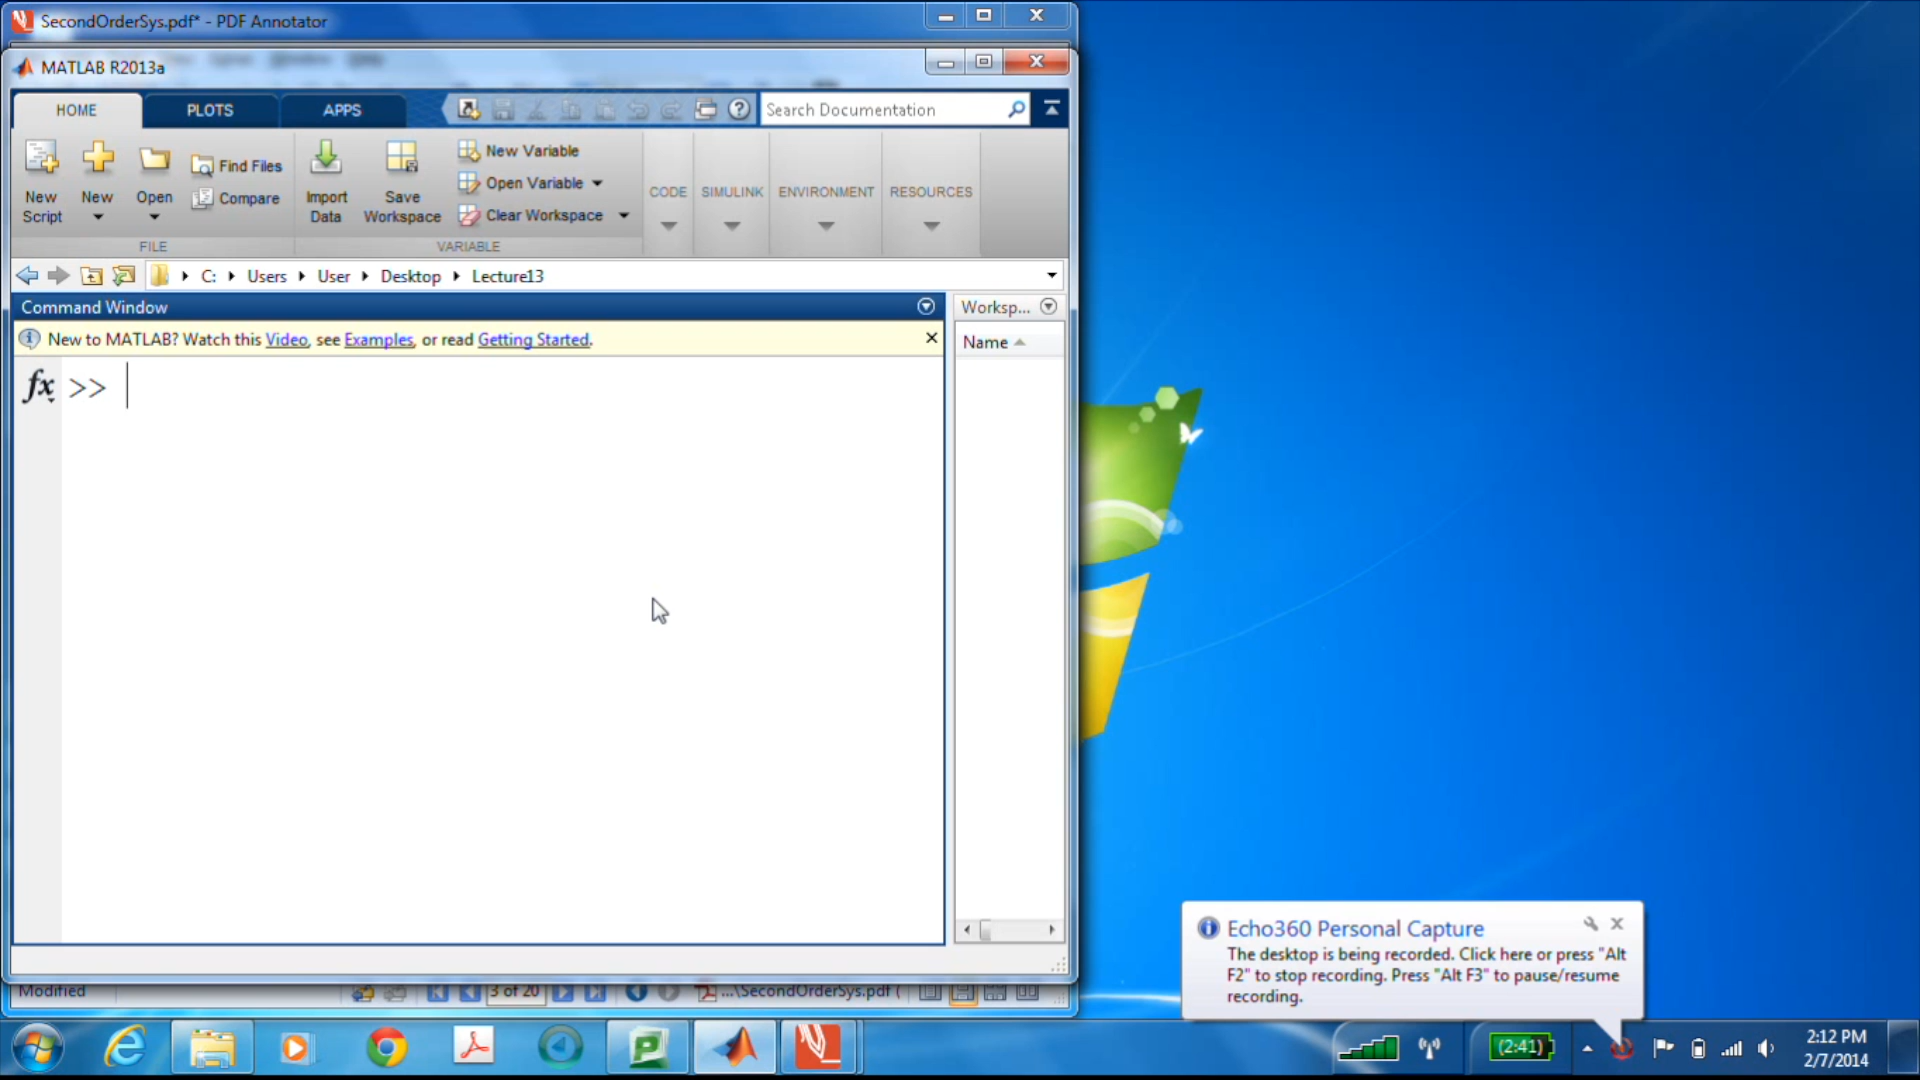 SecondOrderSys.pdf* - PDF Annotator
MATLAB R2013a
HOME PLOTS APPS
Search Documentation
New Script
New
Open
Find Files
Compare
FILE
Import Data
Save Workspace
New Variable
Open Variable
Clear Workspace
VARIABLE
CODE
SIMULINK
ENVIRONMENT
RESOURCES
C: Users User Desktop Lecture13
Command Window
Worksp...
New to MATLAB? Watch this Video, see Examples, or read Getting Started.
Name
fx >>
Echo360 Personal Capture
The desktop is being recorded. Click here or press "Alt
F2" to stop recording. Press "Alt F3" to pause/resume
recording.
Modified
3 of 20
...\SecondOrderSys.pdf (
(2:41)
2:12 PM
2/7/2014